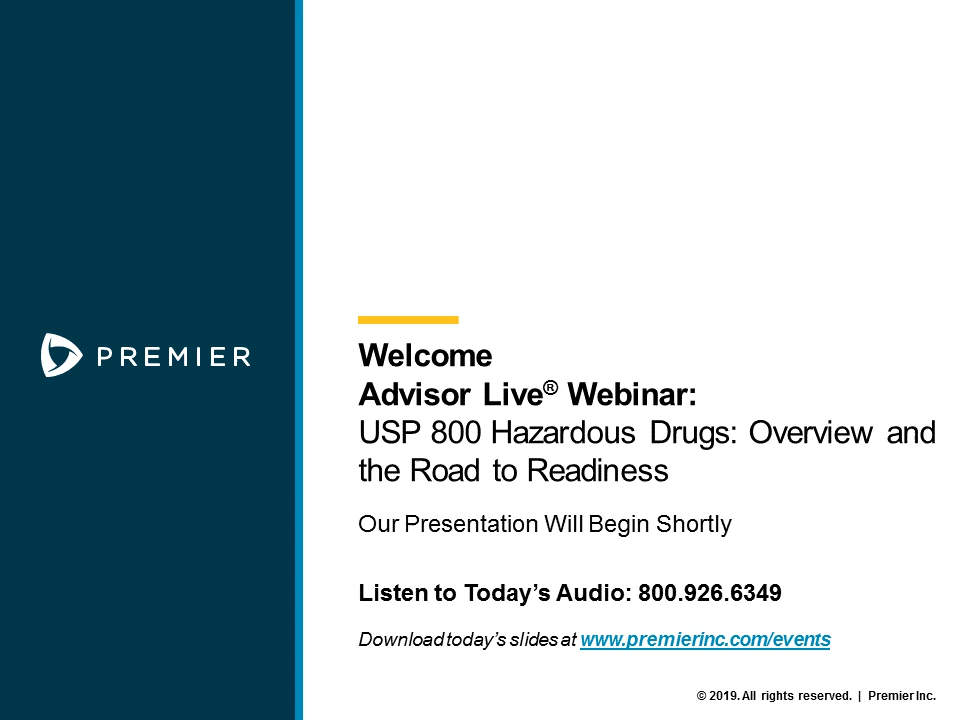 PREMIER
Welcome
Advisor Live® Webinar:
USP 800 Hazardous Drugs: Overview and
the Road to Readiness
Our Presentation Will Begin Shortly
Listen to Today’s Audio: 800.926.6349
Download today’s slides at www.premierinc.com/events
© 2019. All rights reserved. | Premier Inc.